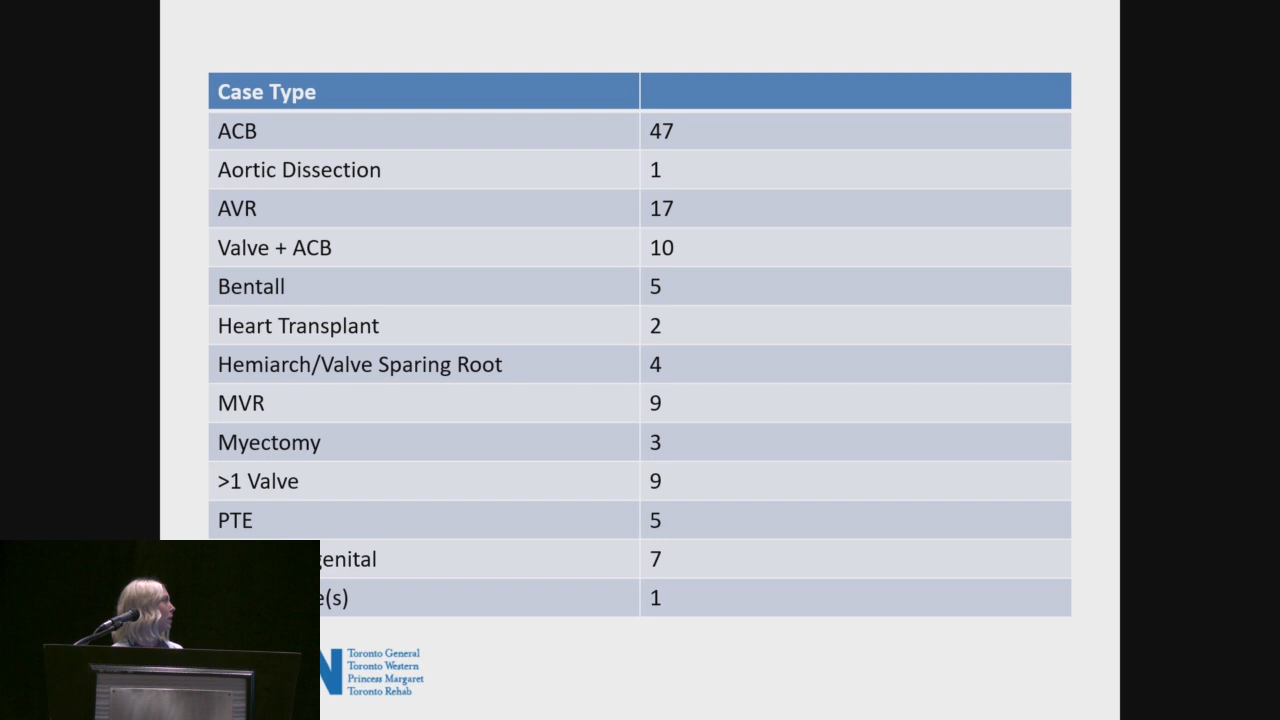 Case Type
ACB 47
Aortic Dissection 1
AVR 17
Valve + ACB 10
Bentall 5
Heart Transplant 2
Hemiarch/Valve Sparing Root 4
MVR 9
Myectomy 3
>1 Valve 9
PTE 5
7
1
Toronto General
Toronto Western
Princess Margaret
Toronto Rehab